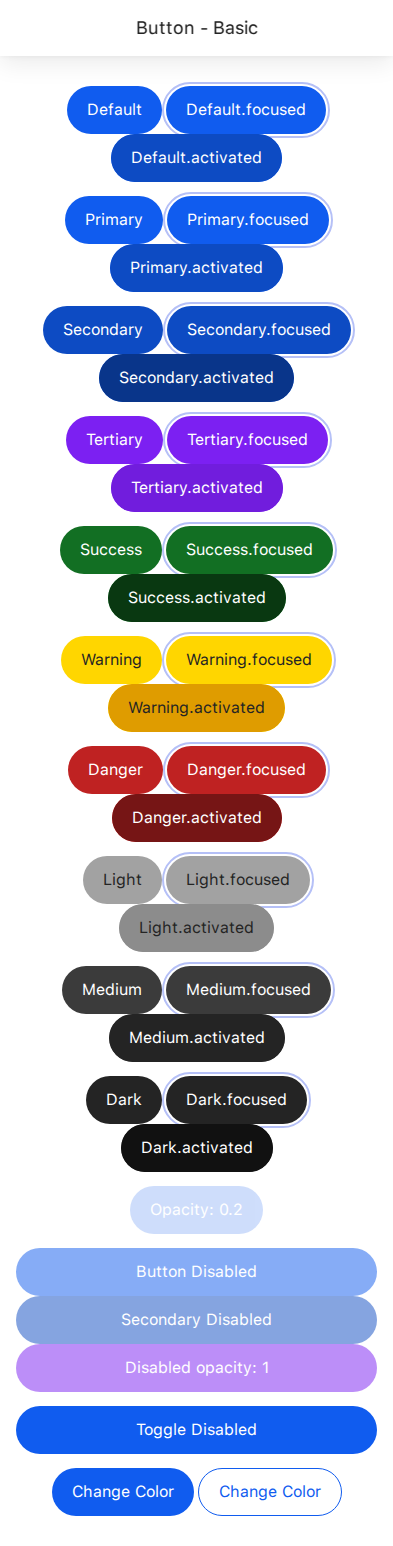 Button - Basic
Default Default.focused
Default.activated
Primary Primary.focused
Primary.activated
Secondary Secondary.focused
Secondary.activated
Tertiary Tertiary.focused
Tertiary.activated
Success Success.focused
Success.activated
Warning Warning.focused
Warning.activated
Danger Danger.focused
Danger.activated
Light Light.focused
Light.activated
Medium Medium.focused
Medium.activated
Dark Dark.focused
Dark.activated
Opacity: 0.2
Button Disabled
Secondary Disabled
Disabled opacity: 1
Toggle Disabled
Change Color Change Color